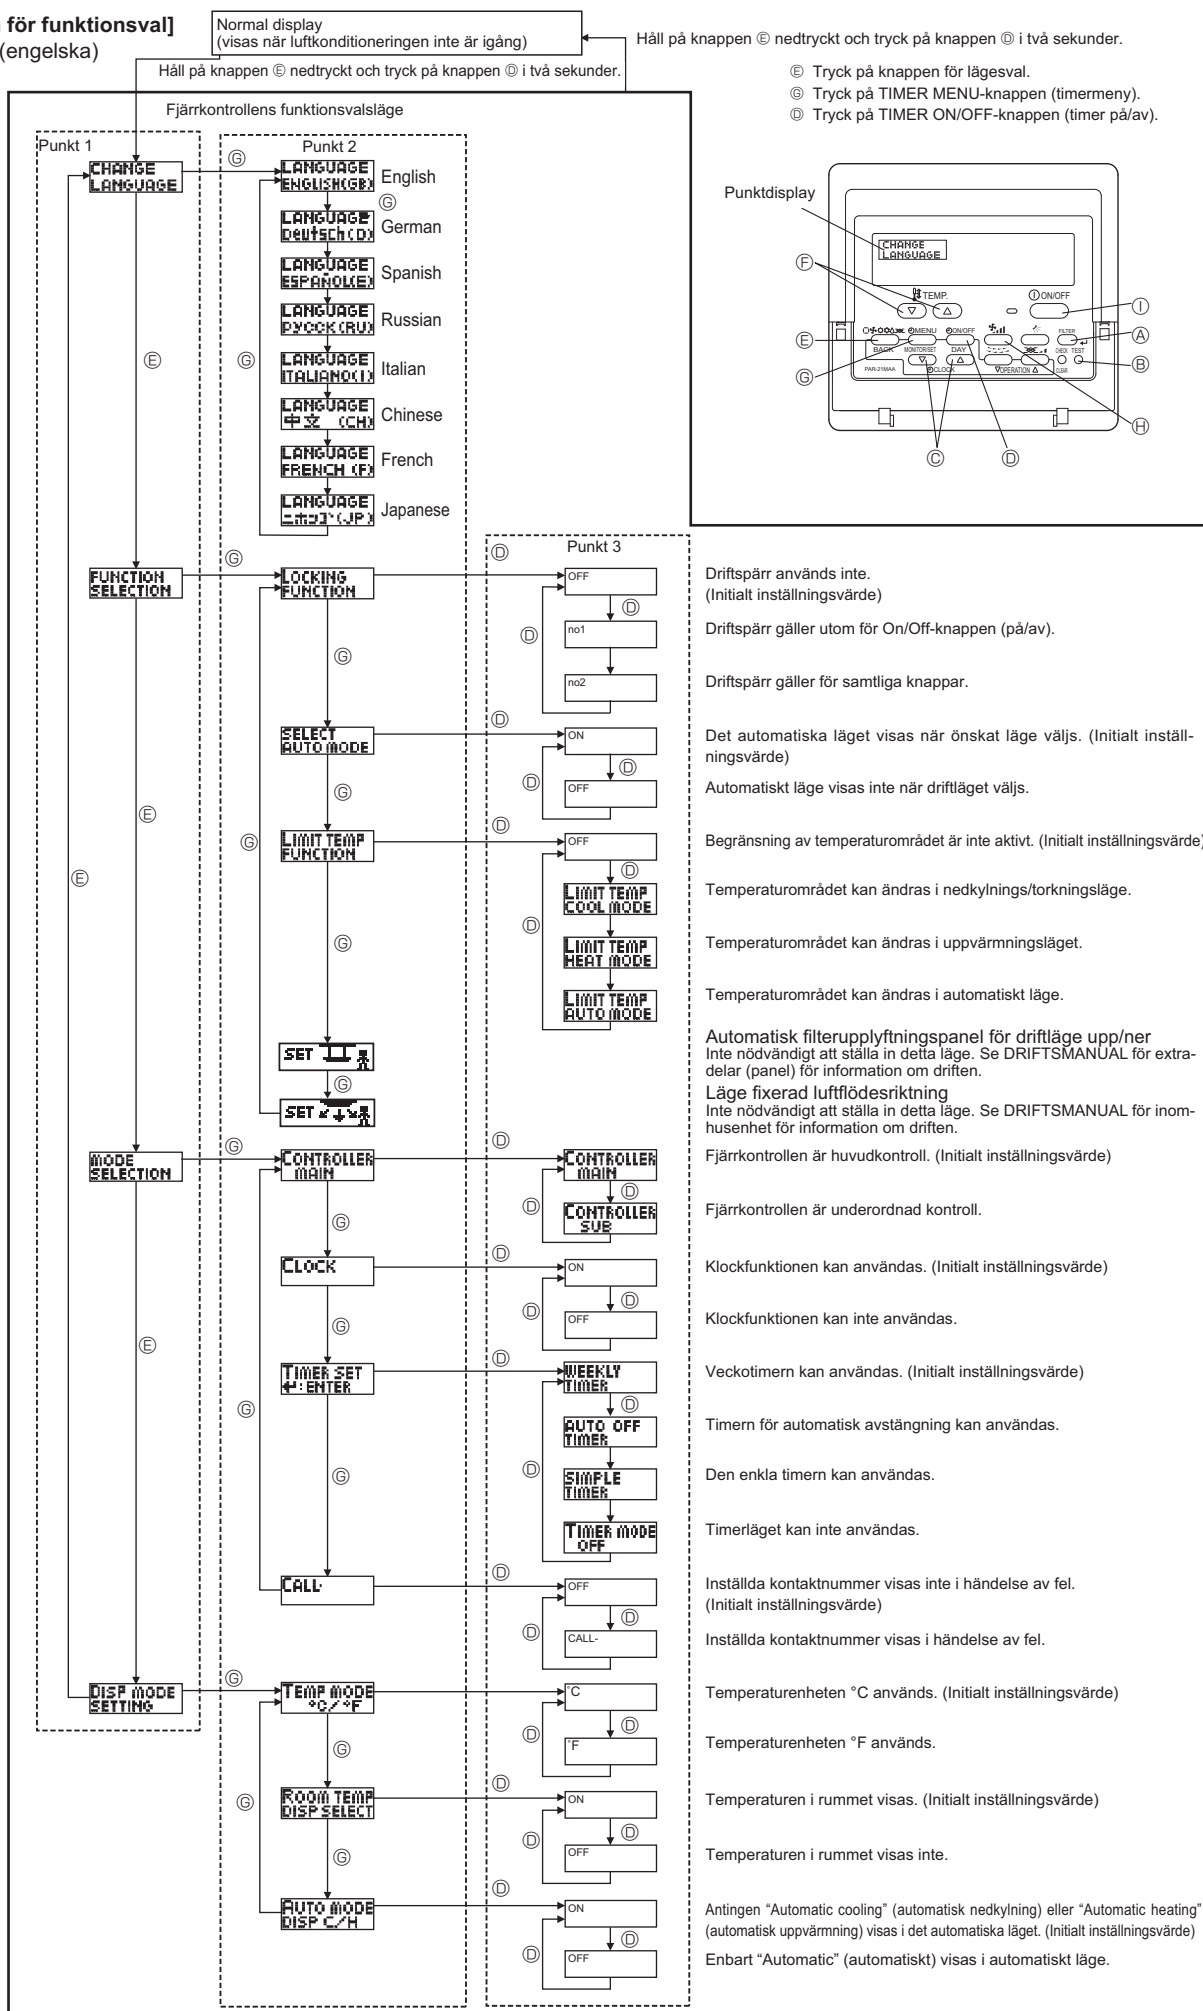 för funktionsval]
(engelska)
Normal display
(visas när luftkonditioneringen inte är igång)
Håll på knappen Ⓔ nedtryckt och tryck på knappen Ⓓ i två sekunder.
Håll på knappen Ⓔ nedtryckt och tryck på knappen Ⓓ i två sekunder.
Ⓔ Tryck på knappen för lägesval.
Ⓖ Tryck på TIMER MENU-knappen (timermeny).
Ⓓ Tryck på TIMER ON/OFF-knappen (timer på/av).
Fjärrkontrollens funktionsvalsläge
Punkt 1
Punkt 2
CHANGE
LANGUAGE
Ⓖ
LANGUAGE
ENGLISH(GB)
English
Ⓖ
LANGUAGE
Deutsch(D)
German
LANGUAGE
ESPAÑOL(E)
Spanish
LANGUAGE
РУССК(RU)
Russian
LANGUAGE
ITALIANO(I)
Italian
LANGUAGE
中文 (CH)
Chinese
LANGUAGE
FRENCH (F)
French
LANGUAGE
ニホンゴ(JP)
Japanese
Ⓖ
Ⓔ
Punktdisplay
CHANGE
LANGUAGE
Ⓕ
TEMP.
ON/OFF
Ⓘ
Ⓔ
MENU
ON/OFF
FILTER
Ⓐ
BACK
MONITOR/SET
DAY
CHECK TEST
Ⓑ
Ⓖ
PAR-21MAA
CLOCK
OPERATION
CLEAR
Ⓗ
Ⓒ
Ⓓ
Punkt 3
FUNCTION
SELECTION
Ⓖ
LOCKING
FUNCTION
Ⓓ
OFF
Driftspärr används inte.
(Initialt inställningsvärde)
Ⓓ
Ⓓ
no1
Driftspärr gäller utom för On/Off-knappen (på/av).
Ⓖ
no2
Driftspärr gäller för samtliga knappar.
SELECT
AUTO MODE
Ⓓ
ON
Det automatiska läget visas när önskat läge väljs. (Initialt inställ-
ningsvärde)
Ⓓ
Ⓓ
Ⓖ
OFF
Automatiskt läge visas inte när driftläget väljs.
Ⓔ
Ⓖ
LIMIT TEMP
FUNCTION
Ⓓ
OFF
Begränsning av temperaturområdet är inte aktivt. (Initialt inställningsvärde)
Ⓓ
Ⓔ
LIMIT TEMP
COOL MODE
Temperaturområdet kan ändras i nedkylnings/torkningsläge.
Ⓓ
Ⓖ
LIMIT TEMP
HEAT MODE
Temperaturområdet kan ändras i uppvärmningsläget.
LIMIT TEMP
AUTO MODE
Temperaturområdet kan ändras i automatiskt läge.
SET
Automatisk filterupplyftningspanel för driftläge upp/ner
Inte nödvändigt att ställa in detta läge. Se DRIFTSMANUAL för extra-
delar (panel) för information om driften.
Ⓖ
SET
Läge fixerad luftflödesriktning
Inte nödvändigt att ställa in detta läge. Se DRIFTSMANUAL för inom-
husenhet för information om driften.
MODE
SELECTION
Ⓖ
CONTROLLER
MAIN
Ⓓ
CONTROLLER
MAIN
Fjärrkontrollen är huvudkontroll. (Initialt inställningsvärde)
Ⓓ
Ⓓ
Ⓖ
CONTROLLER
SUB
Fjärrkontrollen är underordnad kontroll.
CLOCK
Ⓓ
ON
Klockfunktionen kan användas. (Initialt inställningsvärde)
Ⓓ
Ⓓ
Ⓖ
OFF
Klockfunktionen kan inte användas.
Ⓔ
TIMER SET
↵:ENTER
Ⓓ
WEEKLY
TIMER
Veckotimern kan användas. (Initialt inställningsvärde)
Ⓓ
Ⓖ
AUTO OFF
TIMER
Timern för automatisk avstängning kan användas.
Ⓓ
Ⓖ
SIMPLE
TIMER
Den enkla timern kan användas.
TIMER MODE
OFF
Timerläget kan inte användas.
CALL-
Ⓓ
OFF
Inställda kontaktnummer visas inte i händelse av fel.
(Initialt inställningsvärde)
Ⓓ
Ⓓ
CALL-
Inställda kontaktnummer visas i händelse av fel.
DISP MODE
SETTING
Ⓖ
TEMP MODE
°C/°F
Ⓓ
°C
Temperaturenheten °C används. (Initialt inställningsvärde)
Ⓓ
Ⓓ
Ⓖ
°F
Temperaturenheten °F används.
Ⓖ
ROOM TEMP
DISP SELECT
Ⓓ
ON
Temperaturen i rummet visas. (Initialt inställningsvärde)
Ⓓ
Ⓓ
Ⓖ
OFF
Temperaturen i rummet visas inte.
AUTO MODE
DISP C/H
Ⓓ
ON
Antingen “Automatic cooling” (automatisk nedkylning) eller “Automatic heating”
(automatisk uppvärmning) visas i det automatiska läget. (Initialt inställningsvärde)
Ⓓ
Ⓓ
OFF
Enbart “Automatic” (automatiskt) visas i automatiskt läge.